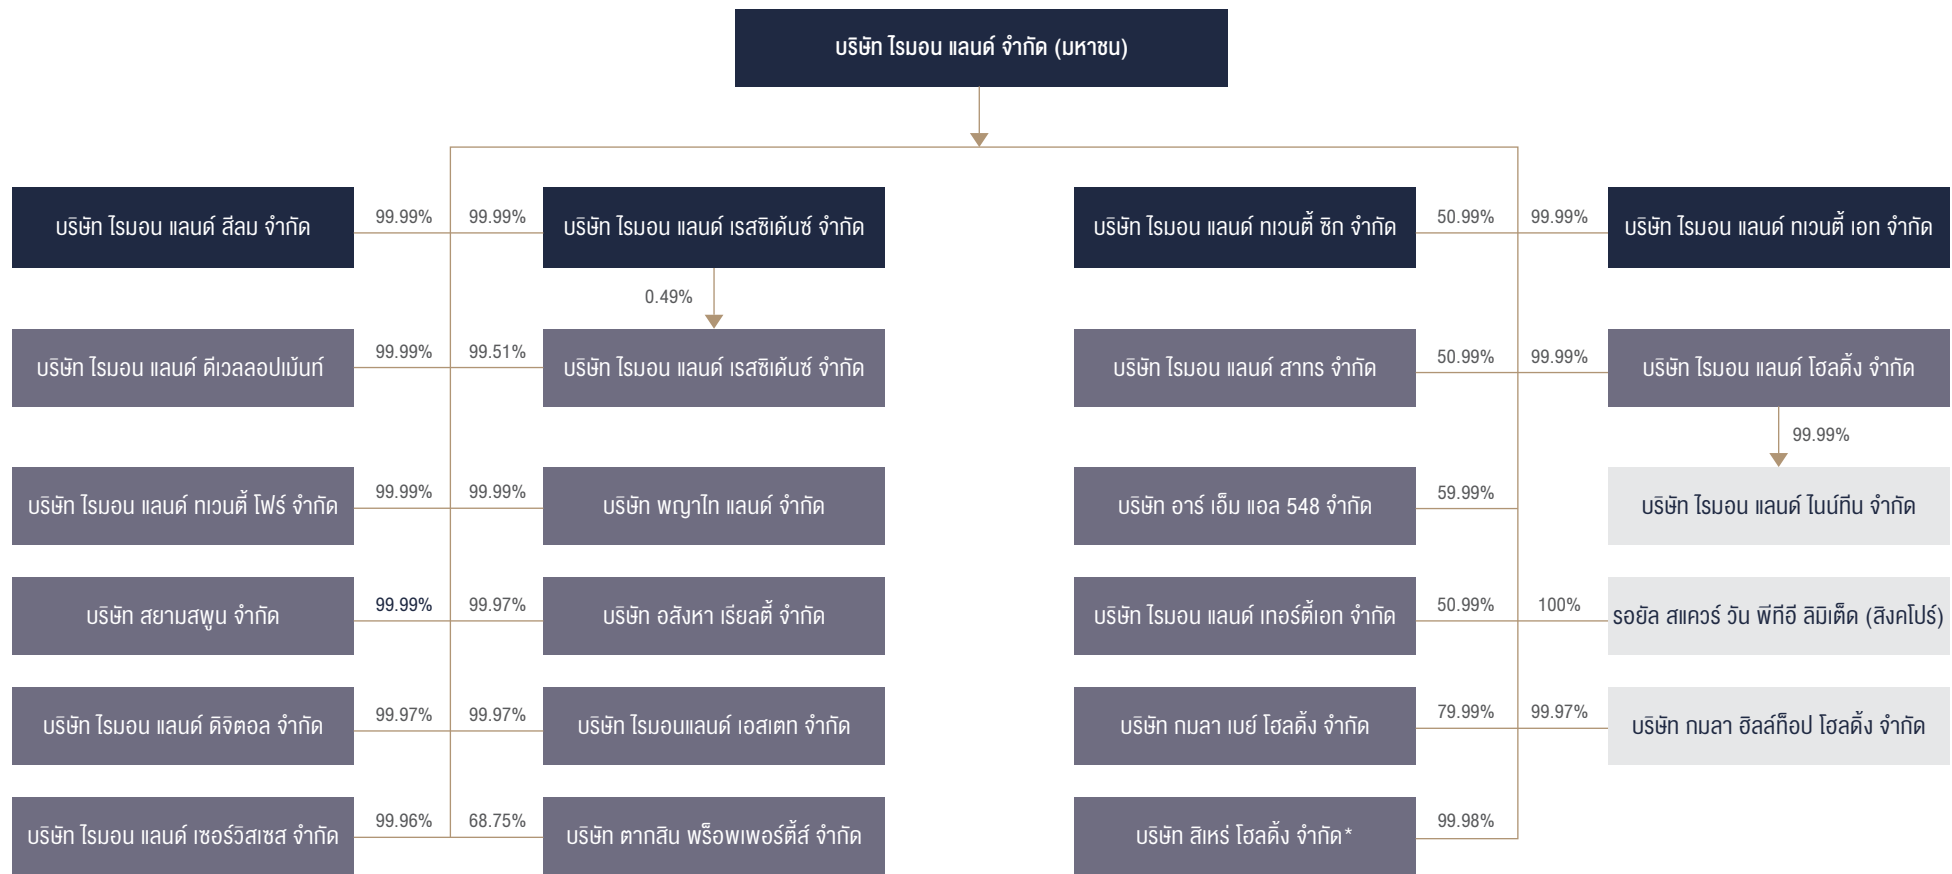 บริษัท ไรมอน แลนด์ จำกัด (มหาชน)
บริษัท ไรมอน แลนด์ สีลม จำกัด
99.99%
99.99%
บริษัท ไรมอน แลนด์ เรสซิเด้นซ์ จำกัด
บริษัท ไรมอน แลนด์ ทเวนตี้ ซิก จำกัด
50.99%
99.99%
บริษัท ไรมอน แลนด์ ทเวนตี้ เอท จำกัด
0.49%
บริษัท ไรมอน แลนด์ ดีเวลลอปเม้นท์
99.99%
99.51%
บริษัท ไรมอน แลนด์ เรสซิเด้นซ์ จำกัด
บริษัท ไรมอน แลนด์ สาทร จำกัด
50.99%
99.99%
บริษัท ไรมอน แลนด์ โฮลดิ้ง จำกัด
99.99%
บริษัท ไรมอน แลนด์ ทเวนตี้ โฟร์ จำกัด
99.99%
99.99%
บริษัท พญาไท แลนด์ จำกัด
บริษัท อาร์ เอ็ม แอล 548 จำกัด
59.99%
บริษัท ไรมอน แลนด์ ไนน์ทีน จำกัด
บริษัท สยามสพูน จำกัด
99.99%
99.97%
บริษัท อสังหา เรียลตี้ จำกัด
บริษัท ไรมอน แลนด์ เทอร์ตี้เอท จำกัด
50.99%
100%
รอยัล สแควร์ วัน พีทีอี ลิมิเต็ด (สิงคโปร์)
บริษัท ไรมอน แลนด์ ดิจิตอล จำกัด
99.97%
99.97%
บริษัท ไรมอนแลนด์ เอสเตท จำกัด
บริษัท กมลา เบย์ โฮลดิ้ง จำกัด
79.99%
99.97%
บริษัท กมลา ฮิลล์ท็อป โฮลดิ้ง จำกัด
บริษัท ไรมอน แลนด์ เซอร์วิสเซส จำกัด
99.96%
68.75%
บริษัท ตากสิน พร็อพเพอร์ตี้ส์ จำกัด
บริษัท สิเหร่ โฮลดิ้ง จำกัด*
99.98%